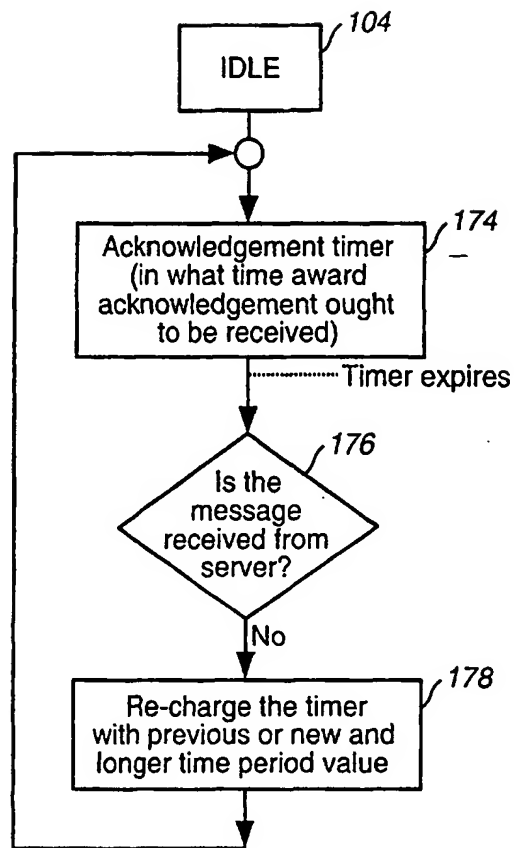 104
IDLE
174
Acknowledgement timer
(in what time award
acknowledgement ought
to be received)
Timer expires
176
Is the
message
received from
server?
No
178
Re-charge the timer
with previous or new and
longer time period value